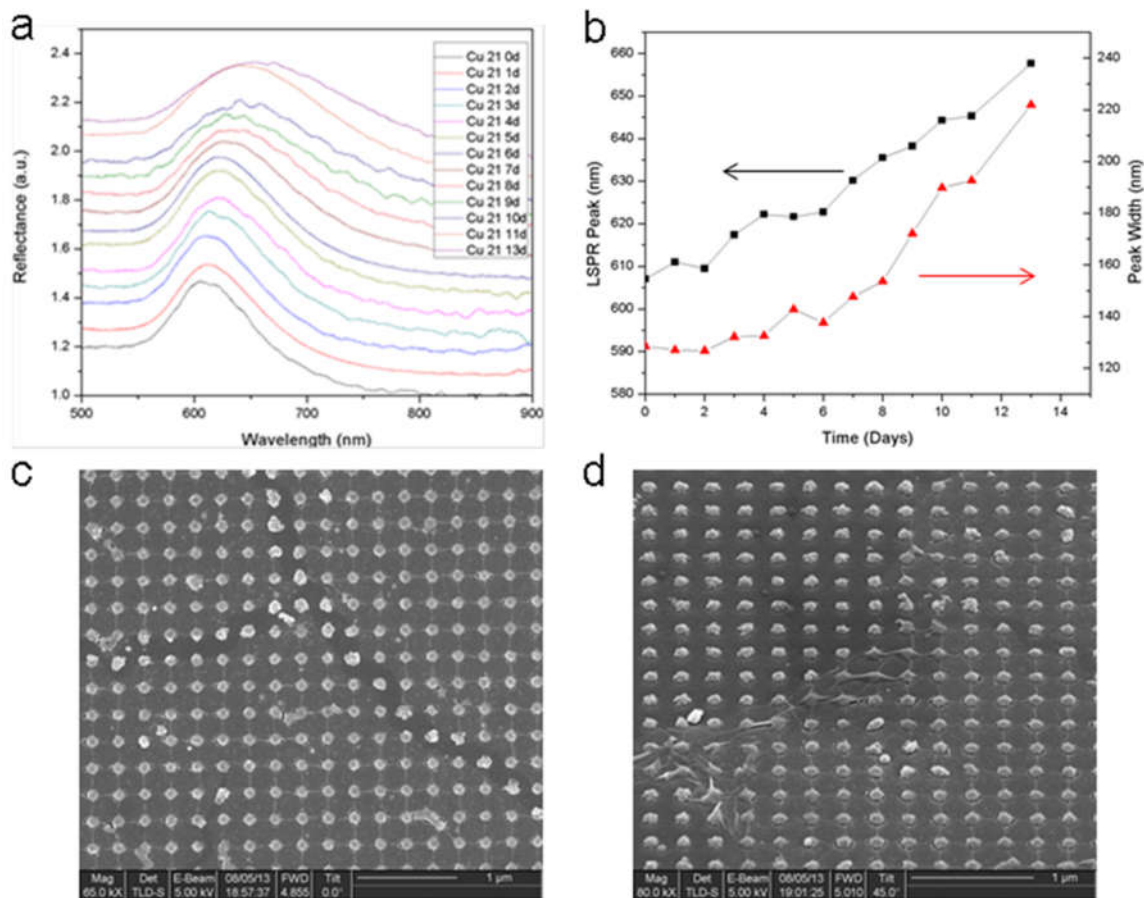 a
2.4
2.2
2.0
1.8
1.6
1.4
1.2
1.0
Reflectance (a.u.)
500
600
700
800
900
Wavelength (nm)
Cu 21 0d
Cu 21 1d
Cu 21 2d
Cu 21 3d
Cu 21 4d
Cu 21 5d
Cu 21 6d
Cu 21 7d
Cu 21 8d
Cu 21 9d
Cu 21 10d
Cu 21 11d
Cu 21 13d
b
660
650
640
630
620
610
600
590
580
LSPR Peak (nm)
0
2
4
6
8
10
12
14
Time (Days)
240
220
200
180
160
140
120
Peak Width (nm)
c
Mag Det E-Beam 08/05/13 FWD Tilt 1 µm
65.0 kX TLD-S 5.00 kV 18:57:37 4.855 0.0°
d
Mag Det E-Beam 08/05/13 FWD Tilt 1 µm
80.0 kX TLD-S 5.00 kV 19:01:25 5.010 45.0°